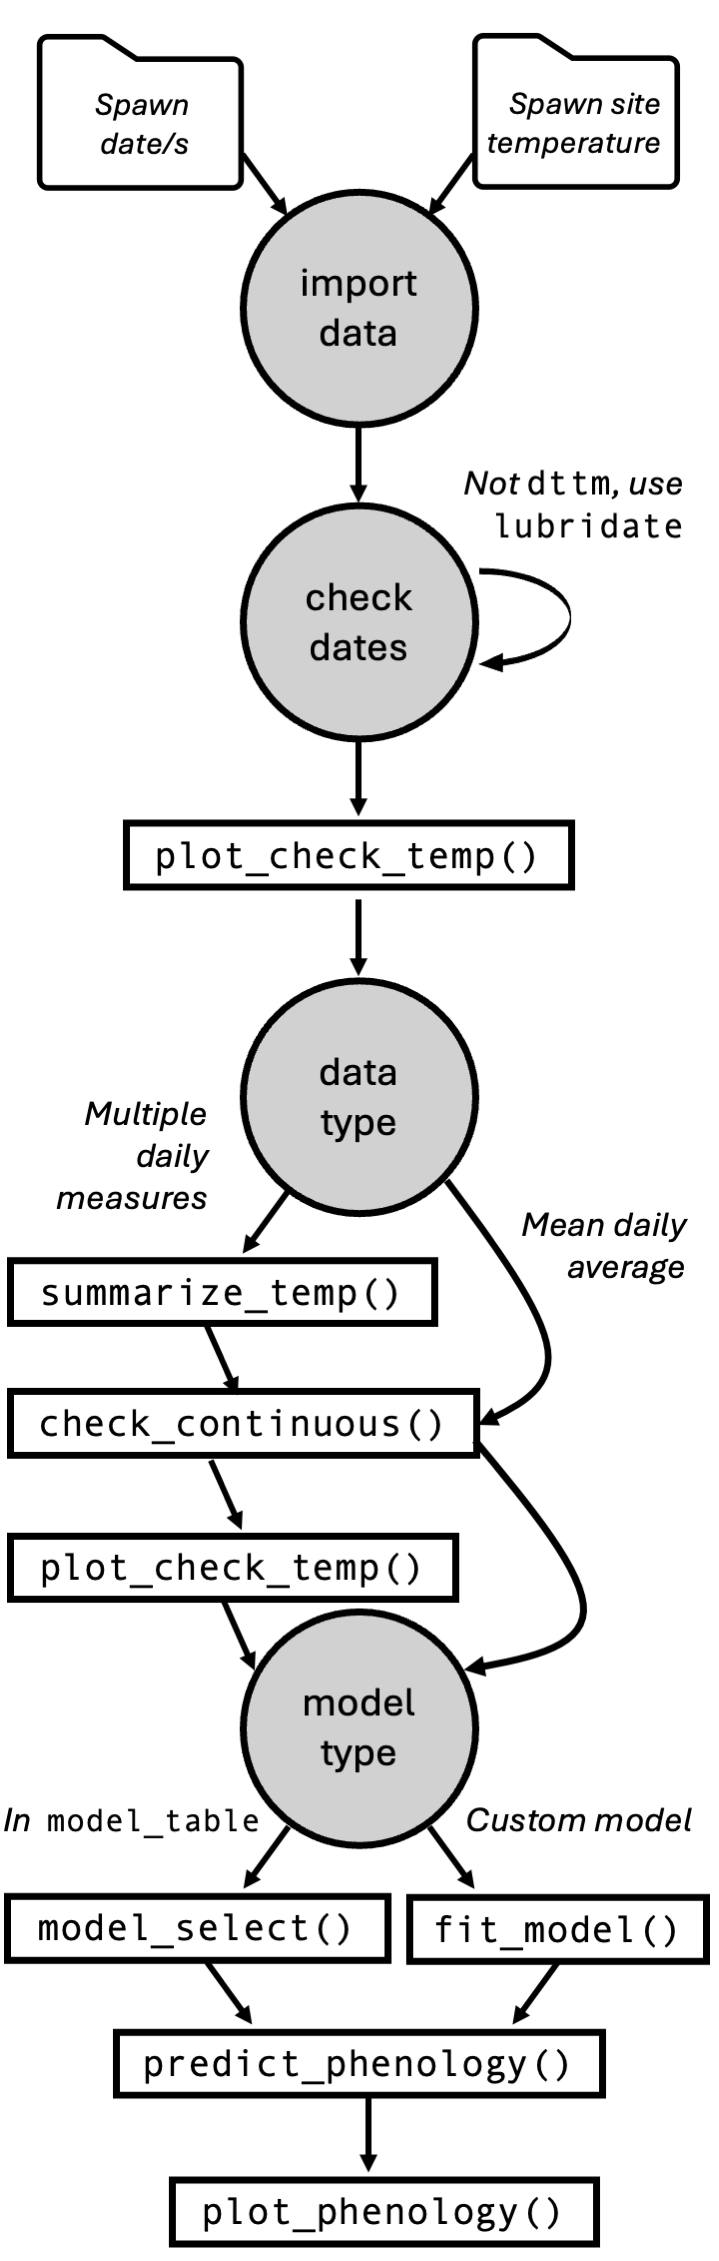 Spawn
date/s
Spawn site
temperature
import
data
Not dttm, use
lubridate
check
dates
plot_check_temp()
data
type
Multiple
daily
measures
Mean daily
average
summarize_temp()
check_continuous()
plot_check_temp()
model
type
In model_table
Custom model
model_select()
fit_model()
predict_phenology()
plot_phenology()